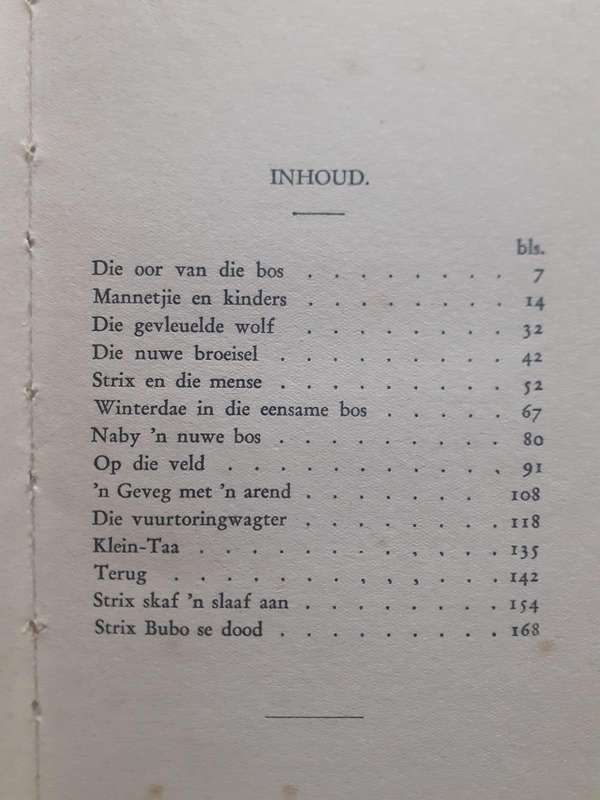 INHOUD.
bls.
Die oor van die bos . . . . . . . . 7
Mannetjie en kinders . . . . . . . . 14
Die gevleuelde wolf . . . . . . . . 32
Die nuwe broeisel . . . . . . . . . 42
Strix en die mense . . . . . . . . . 52
Winterdae in die eensame bos . . . . . 67
Naby 'n nuwe bos . . . . . . . . . 80
Op die veld . . . . . . . . . . . 91
'n Geveg met 'n arend . . . . . . . 108
Die vuurtoringwagter . . . . . . . . 118
Klein-Taa . . . . . . . . . . . . 135
Terug . . . . . . . . . . . . . 142
Strix skaf 'n slaaf aan . . . . . . . . 154
Strix Bubo se dood . . . . . . . . . 168